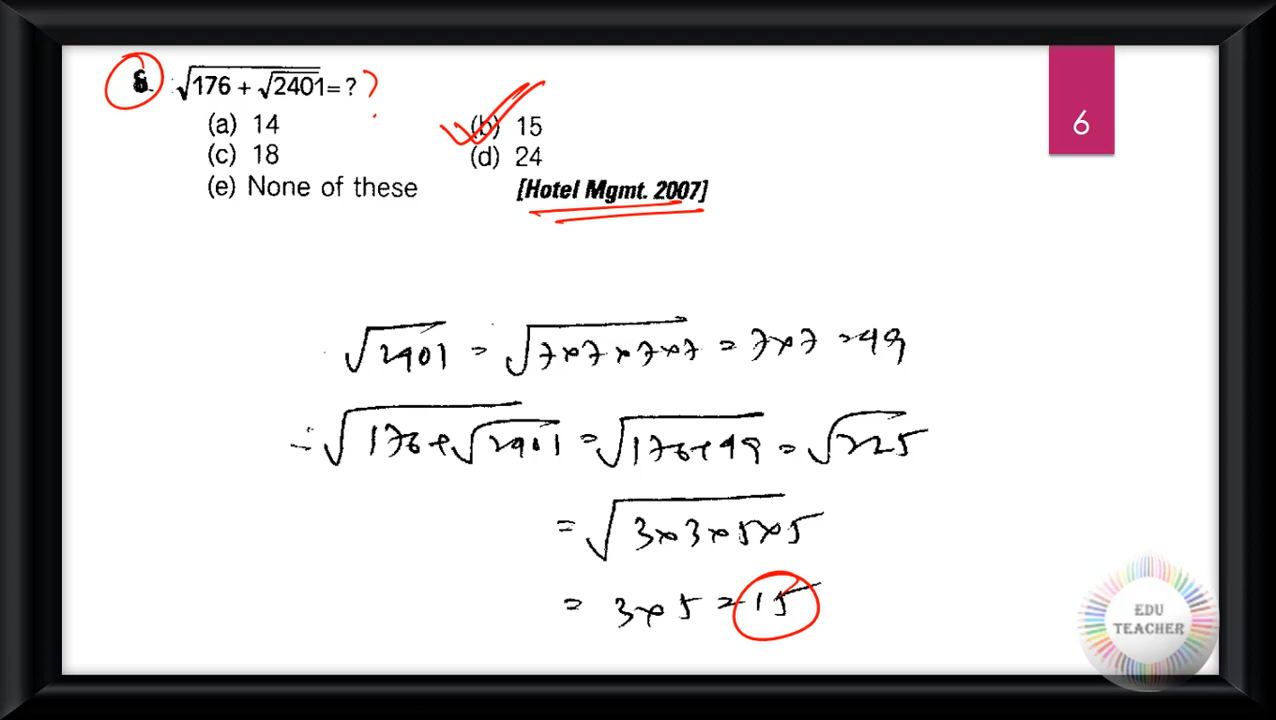 6. √176 + √2401 = ? ?
(a) 14 (b) 15
(c) 18 (d) 24
(e) None of these [Hotel Mgmt. 2007]
6
√2401 = √7×7×7×7 = 7×7 = 49
∴ √176+√2401 = √176+49 = √225
= √3×3×5×5
= 3×5 = 15
EDU
TEACHER